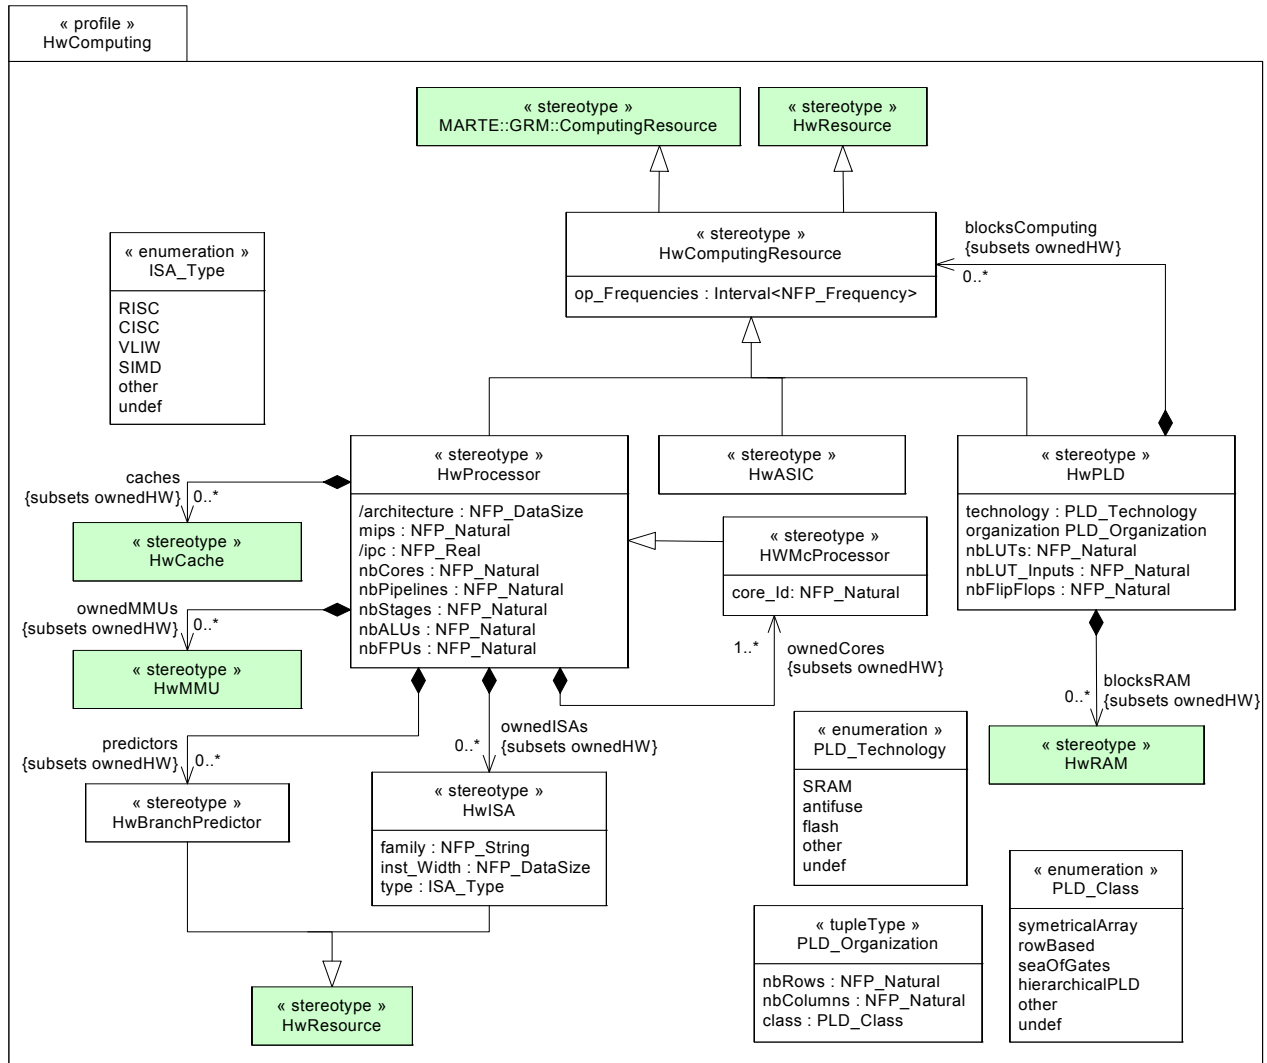 « profile »
HwComputing
« stereotype »
MARTE::GRM::ComputingResource
« stereotype »
HwResource
« stereotype »
HwComputingResource
op_Frequencies : Interval<NFP_Frequency>
blocksComputing
{subsets ownedHW}
0..*
« enumeration »
ISA_Type
RISC
CISC
VLIW
SIMD
other
undef
« stereotype »
HwProcessor
/architecture : NFP_DataSize
mips : NFP_Natural
/ipc : NFP_Real
nbCores : NFP_Natural
nbPipelines : NFP_Natural
nbStages : NFP_Natural
nbALUs : NFP_Natural
nbFPUs : NFP_Natural
« stereotype »
HwASIC
« stereotype »
HwPLD
technology : PLD_Technology
organization PLD_Organization
nbLUTs: NFP_Natural
nbLUT_Inputs : NFP_Natural
nbFlipFlops : NFP_Natural
caches
{subsets ownedHW}
0..*
« stereotype »
HwCache
« stereotype »
HWMcProcessor
core_Id: NFP_Natural
ownedMMUs
{subsets ownedHW}
0..*
« stereotype »
HwMMU
1..*
ownedCores
{subsets ownedHW}
blocksRAM
0..*
{subsets ownedHW}
« stereotype »
HwRAM
predictors
{subsets ownedHW}
0..*
« stereotype »
HwBranchPredictor
ownedISAs
0..*
{subsets ownedHW}
« stereotype »
HwISA
family : NFP_String
inst_Width : NFP_DataSize
type : ISA_Type
« enumeration »
PLD_Technology
SRAM
antifuse
flash
other
undef
« enumeration »
PLD_Class
symetricalArray
rowBased
seaOfGates
hierarchicalPLD
other
undef
« tupleType »
PLD_Organization
nbRows : NFP_Natural
nbColumns : NFP_Natural
class : PLD_Class
« stereotype »
HwResource